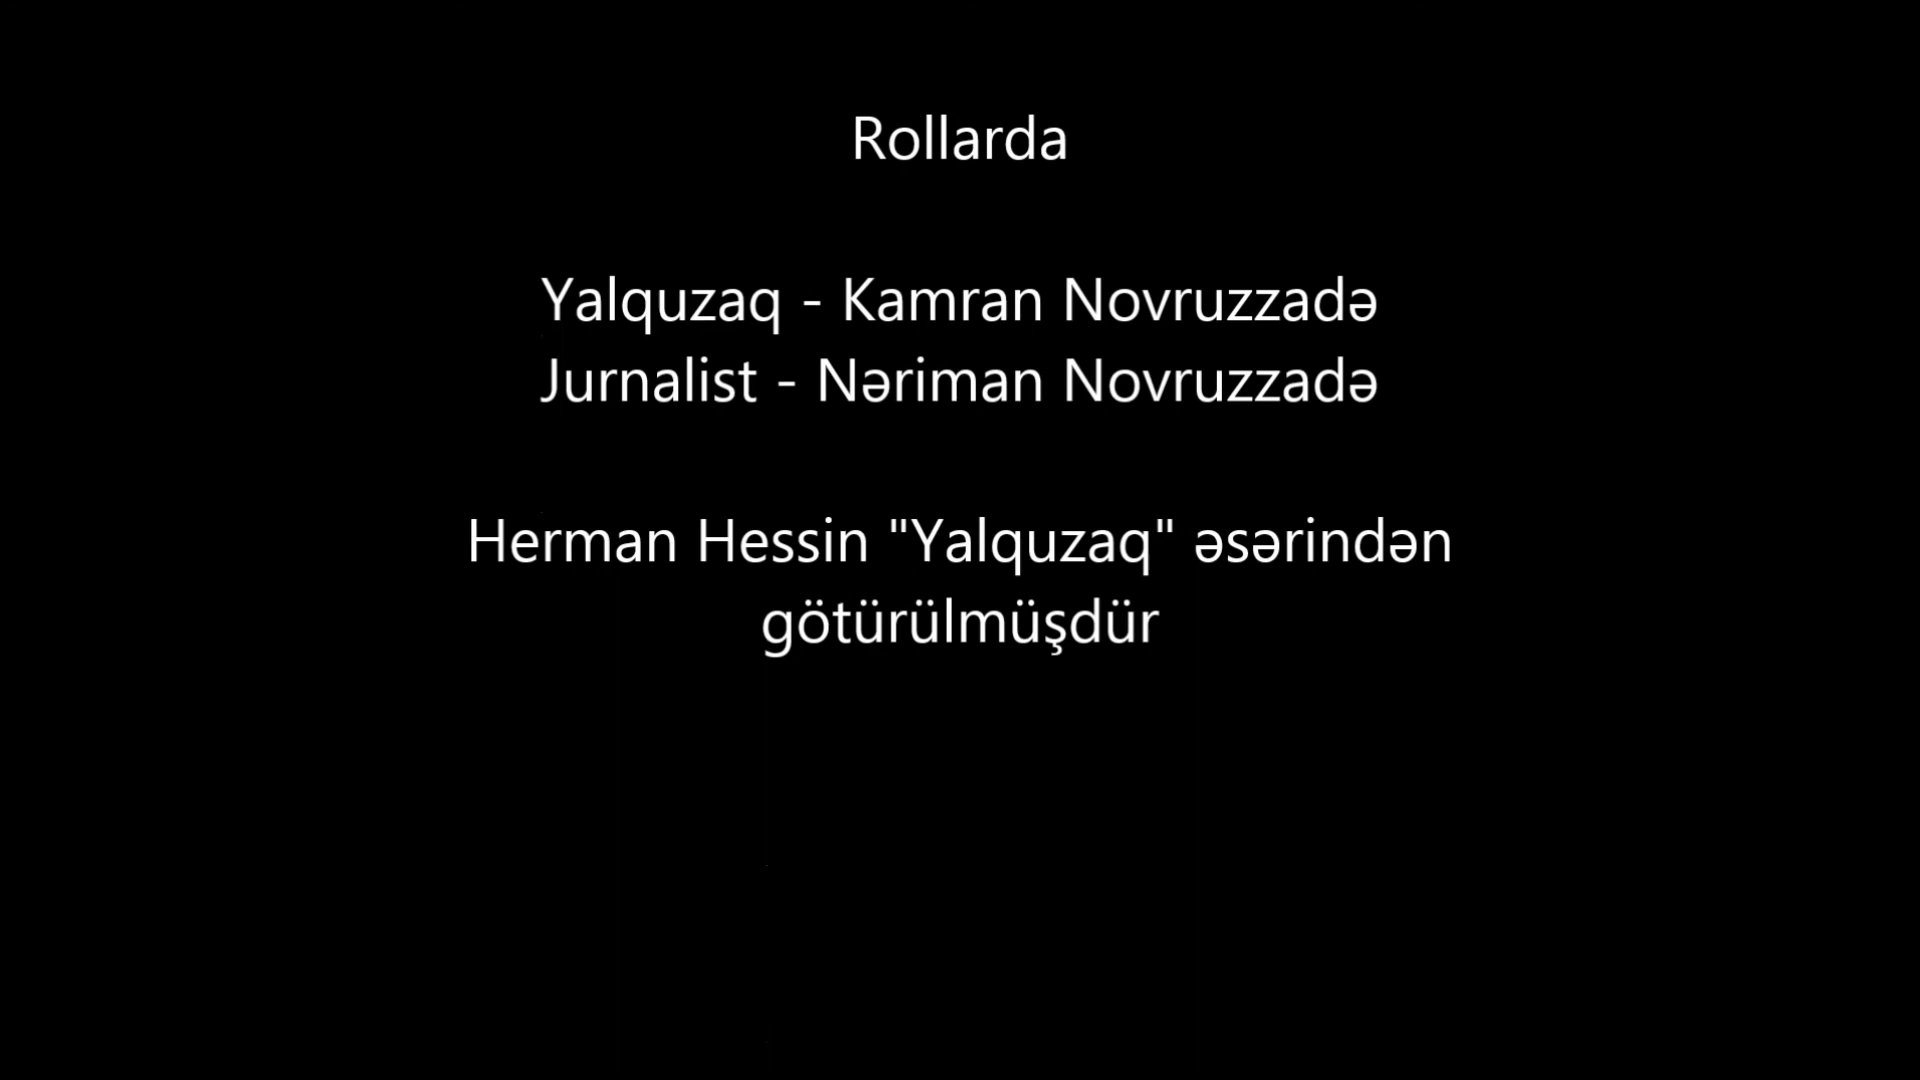 Rollarda
Yalquzaq - Kamran Novruzzadə
Jurnalist - Nəriman Novruzzadə
Herman Hessin "Yalquzaq" əsərindən
götürülmüşdür